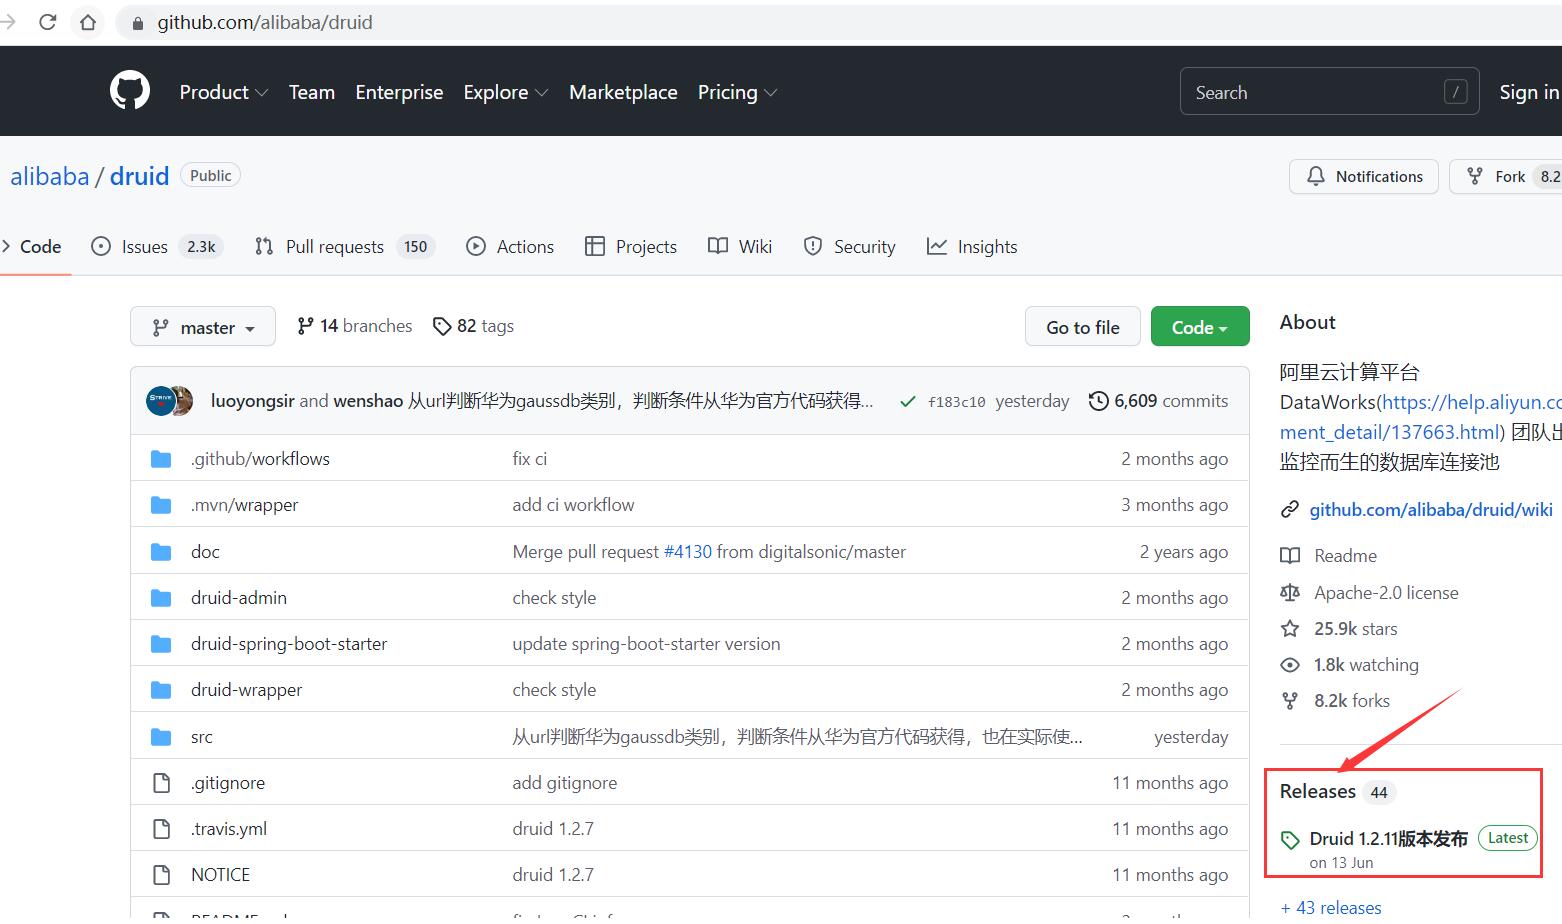 github.com/alibaba/druid
Product Team Enterprise Explore Marketplace Pricing Search / Sign in
alibaba / druid Public Notifications Fork 8.2
Code Issues 2.3k Pull requests 150 Actions Projects Wiki Security Insights
master 14 branches 82 tags Go to file Code
luoyongsir and wenshao 从url判断华为gaussdb类别，判断条件从华为官方代码获得... f183c10 yesterday 6,609 commits
.github/workflows fix ci 2 months ago
.mvn/wrapper add ci workflow 3 months ago
doc Merge pull request #4130 from digitalsonic/master 2 years ago
druid-admin check style 2 months ago
druid-spring-boot-starter update spring-boot-starter version 2 months ago
druid-wrapper check style 2 months ago
src 从url判断华为gaussdb类别，判断条件从华为官方代码获得，也在实际使... yesterday
.gitignore add gitignore 11 months ago
.travis.yml druid 1.2.7 11 months ago
NOTICE druid 1.2.7 11 months ago
About
阿里云计算平台
DataWorks(https://help.aliyun.co
ment_detail/137663.html) 团队出
监控而生的数据库连接池
github.com/alibaba/druid/wiki
Readme
Apache-2.0 license
25.9k stars
1.8k watching
8.2k forks
Releases 44
Druid 1.2.11版本发布 Latest
on 13 Jun
+ 43 releases